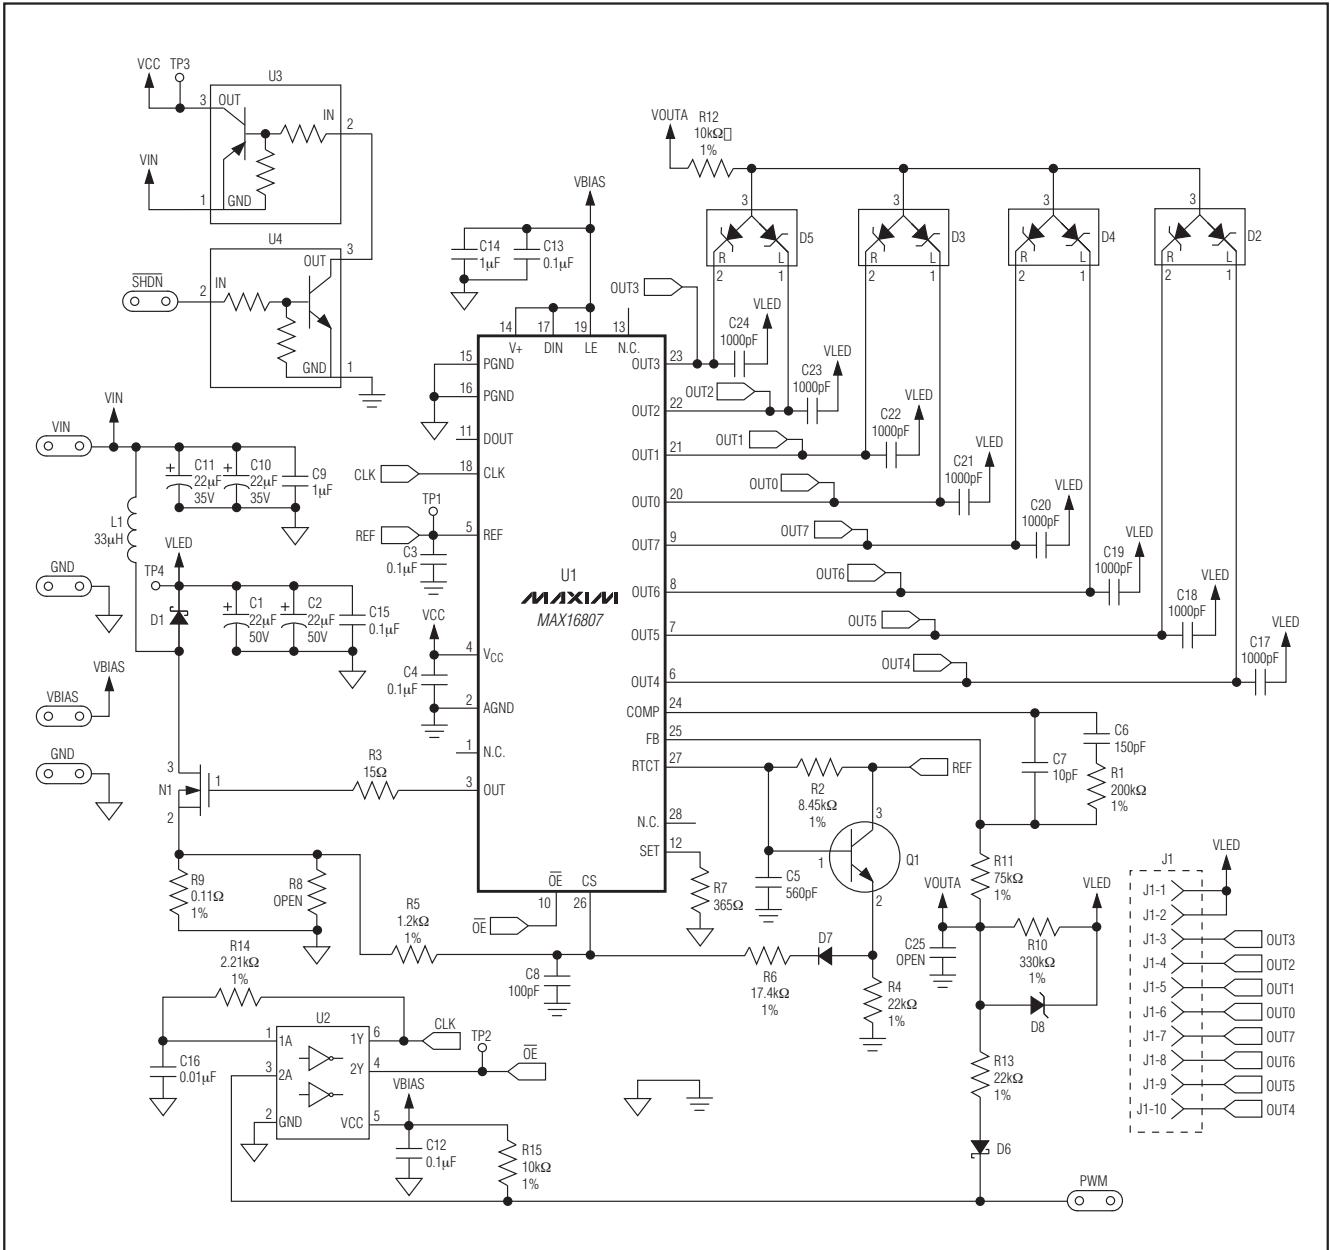 VCC TP3
U3
3 OUT
IN
2
VIN
1
GND
U4
3
OUT
SHDN
2 IN
GND
1
VOUTA R12
10kΩ□
1%
3 3 3 3
D5 D3 D4 D2
R L R L R L R L
2 1 2 1 2 1 2 1
VBIAS
C14
1µF
C13
0.1µF
OUT3
C24
1000pF
VLED
C23
1000pF
VLED
OUT2
C22
1000pF
VLED
OUT1
C21
1000pF
VLED
OUT0
C20
1000pF
VLED
OUT7
C19
1000pF
VLED
OUT6
C18
1000pF
VLED
OUT5
C17
1000pF
VLED
OUT4
14 17 19 13
V+ DIN LE N.C.
15 PGND
16 PGND
11 DOUT
CLK 18 CLK
TP1
REF 5 REF
C3
0.1µF
VCC
4 VCC
C4
0.1µF
2 AGND
1 N.C.
3 OUT
U1
MAXIM
MAX16807
OUT3 23
OUT2 22
OUT1 21
OUT0 20
OUT7 9
OUT6 8
OUT5 7
OUT4 6
COMP 24
FB 25
RTCT 27
N.C. 28
SET 12
OE CS
10 26
OE
VIN
VIN
C11
22µF
35V
+
C10
22µF
35V
+
C9
1µF
L1
33µH
VLED
TP4
D1
GND
C1
22µF
50V
+
C2
22µF
50V
+
C15
0.1µF
VBIAS
VBIAS
GND
3
N1 1
2
R3
15Ω
R9
0.11Ω
1%
R8
OPEN
R5
1.2kΩ
1%
C8
100pF
R2
8.45kΩ
1%
REF
3
1 Q1
2
C5
560pF
R7
365Ω
D7
R6
17.4kΩ
1%
R4
22kΩ
1%
C6
150pF
C7
10pF
R1
200kΩ
1%
R11
75kΩ
1%
VOUTA
VLED
C25
OPEN
R10
330kΩ
1%
D8
R13
22kΩ
1%
D6
PWM
R14
2.21kΩ
1%
U2
CLK
TP2
OE
1 1A
3 2A
2 GND
1Y 6
2Y 4
VCC 5
C16
0.01µF
VBIAS
C12
0.1µF
R15
10kΩ
1%
J1
VLED
J1-1
J1-2
J1-3 OUT3
J1-4 OUT2
J1-5 OUT1
J1-6 OUT0
J1-7 OUT7
J1-8 OUT6
J1-9 OUT5
J1-10 OUT4